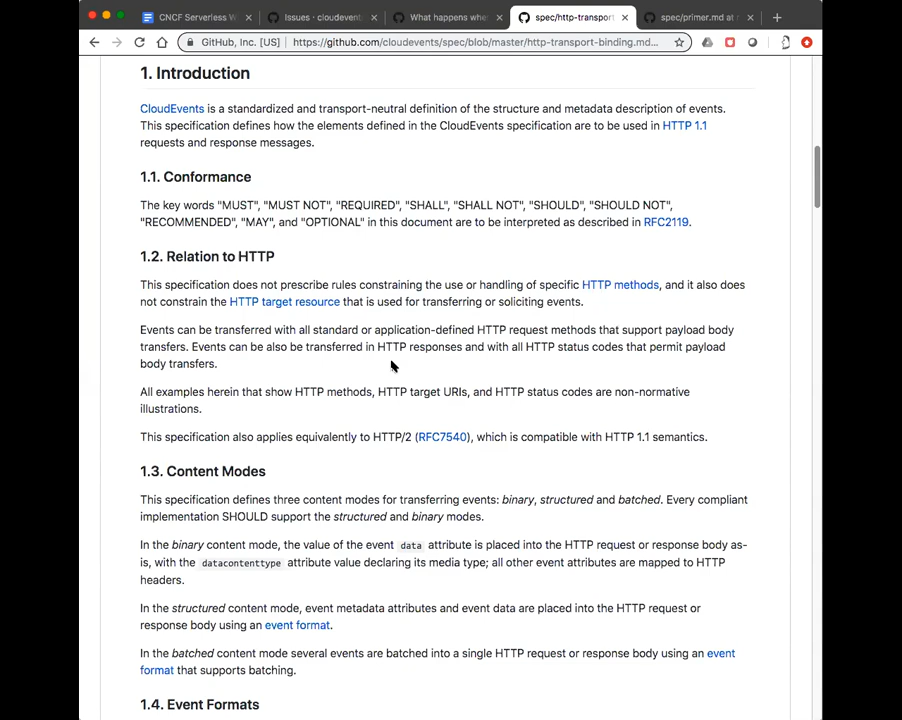 CNCF Serverless W
Issues · cloudevent
What happens whe
spec/http-transport
spec/primer.md at
GitHub, Inc. [US] | https://github.com/cloudevents/spec/blob/master/http-transport-binding.md...
1. Introduction
CloudEvents is a standardized and transport-neutral definition of the structure and metadata description of events.
This specification defines how the elements defined in the CloudEvents specification are to be used in HTTP 1.1
requests and response messages.
1.1. Conformance
The key words "MUST", "MUST NOT", "REQUIRED", "SHALL", "SHALL NOT", "SHOULD", "SHOULD NOT",
"RECOMMENDED", "MAY", and "OPTIONAL" in this document are to be interpreted as described in RFC2119.
1.2. Relation to HTTP
This specification does not prescribe rules constraining the use or handling of specific HTTP methods, and it also does
not constrain the HTTP target resource that is used for transferring or soliciting events.
Events can be transferred with all standard or application-defined HTTP request methods that support payload body
transfers. Events can be also be transferred in HTTP responses and with all HTTP status codes that permit payload
body transfers.
All examples herein that show HTTP methods, HTTP target URIs, and HTTP status codes are non-normative
illustrations.
This specification also applies equivalently to HTTP/2 (RFC7540), which is compatible with HTTP 1.1 semantics.
1.3. Content Modes
This specification defines three content modes for transferring events: binary, structured and batched. Every compliant
implementation SHOULD support the structured and binary modes.
In the binary content mode, the value of the event data attribute is placed into the HTTP request or response body as-
is, with the datacontenttype attribute value declaring its media type; all other event attributes are mapped to HTTP
headers.
In the structured content mode, event metadata attributes and event data are placed into the HTTP request or
response body using an event format.
In the batched content mode several events are batched into a single HTTP request or response body using an event
format that supports batching.
1.4. Event Formats